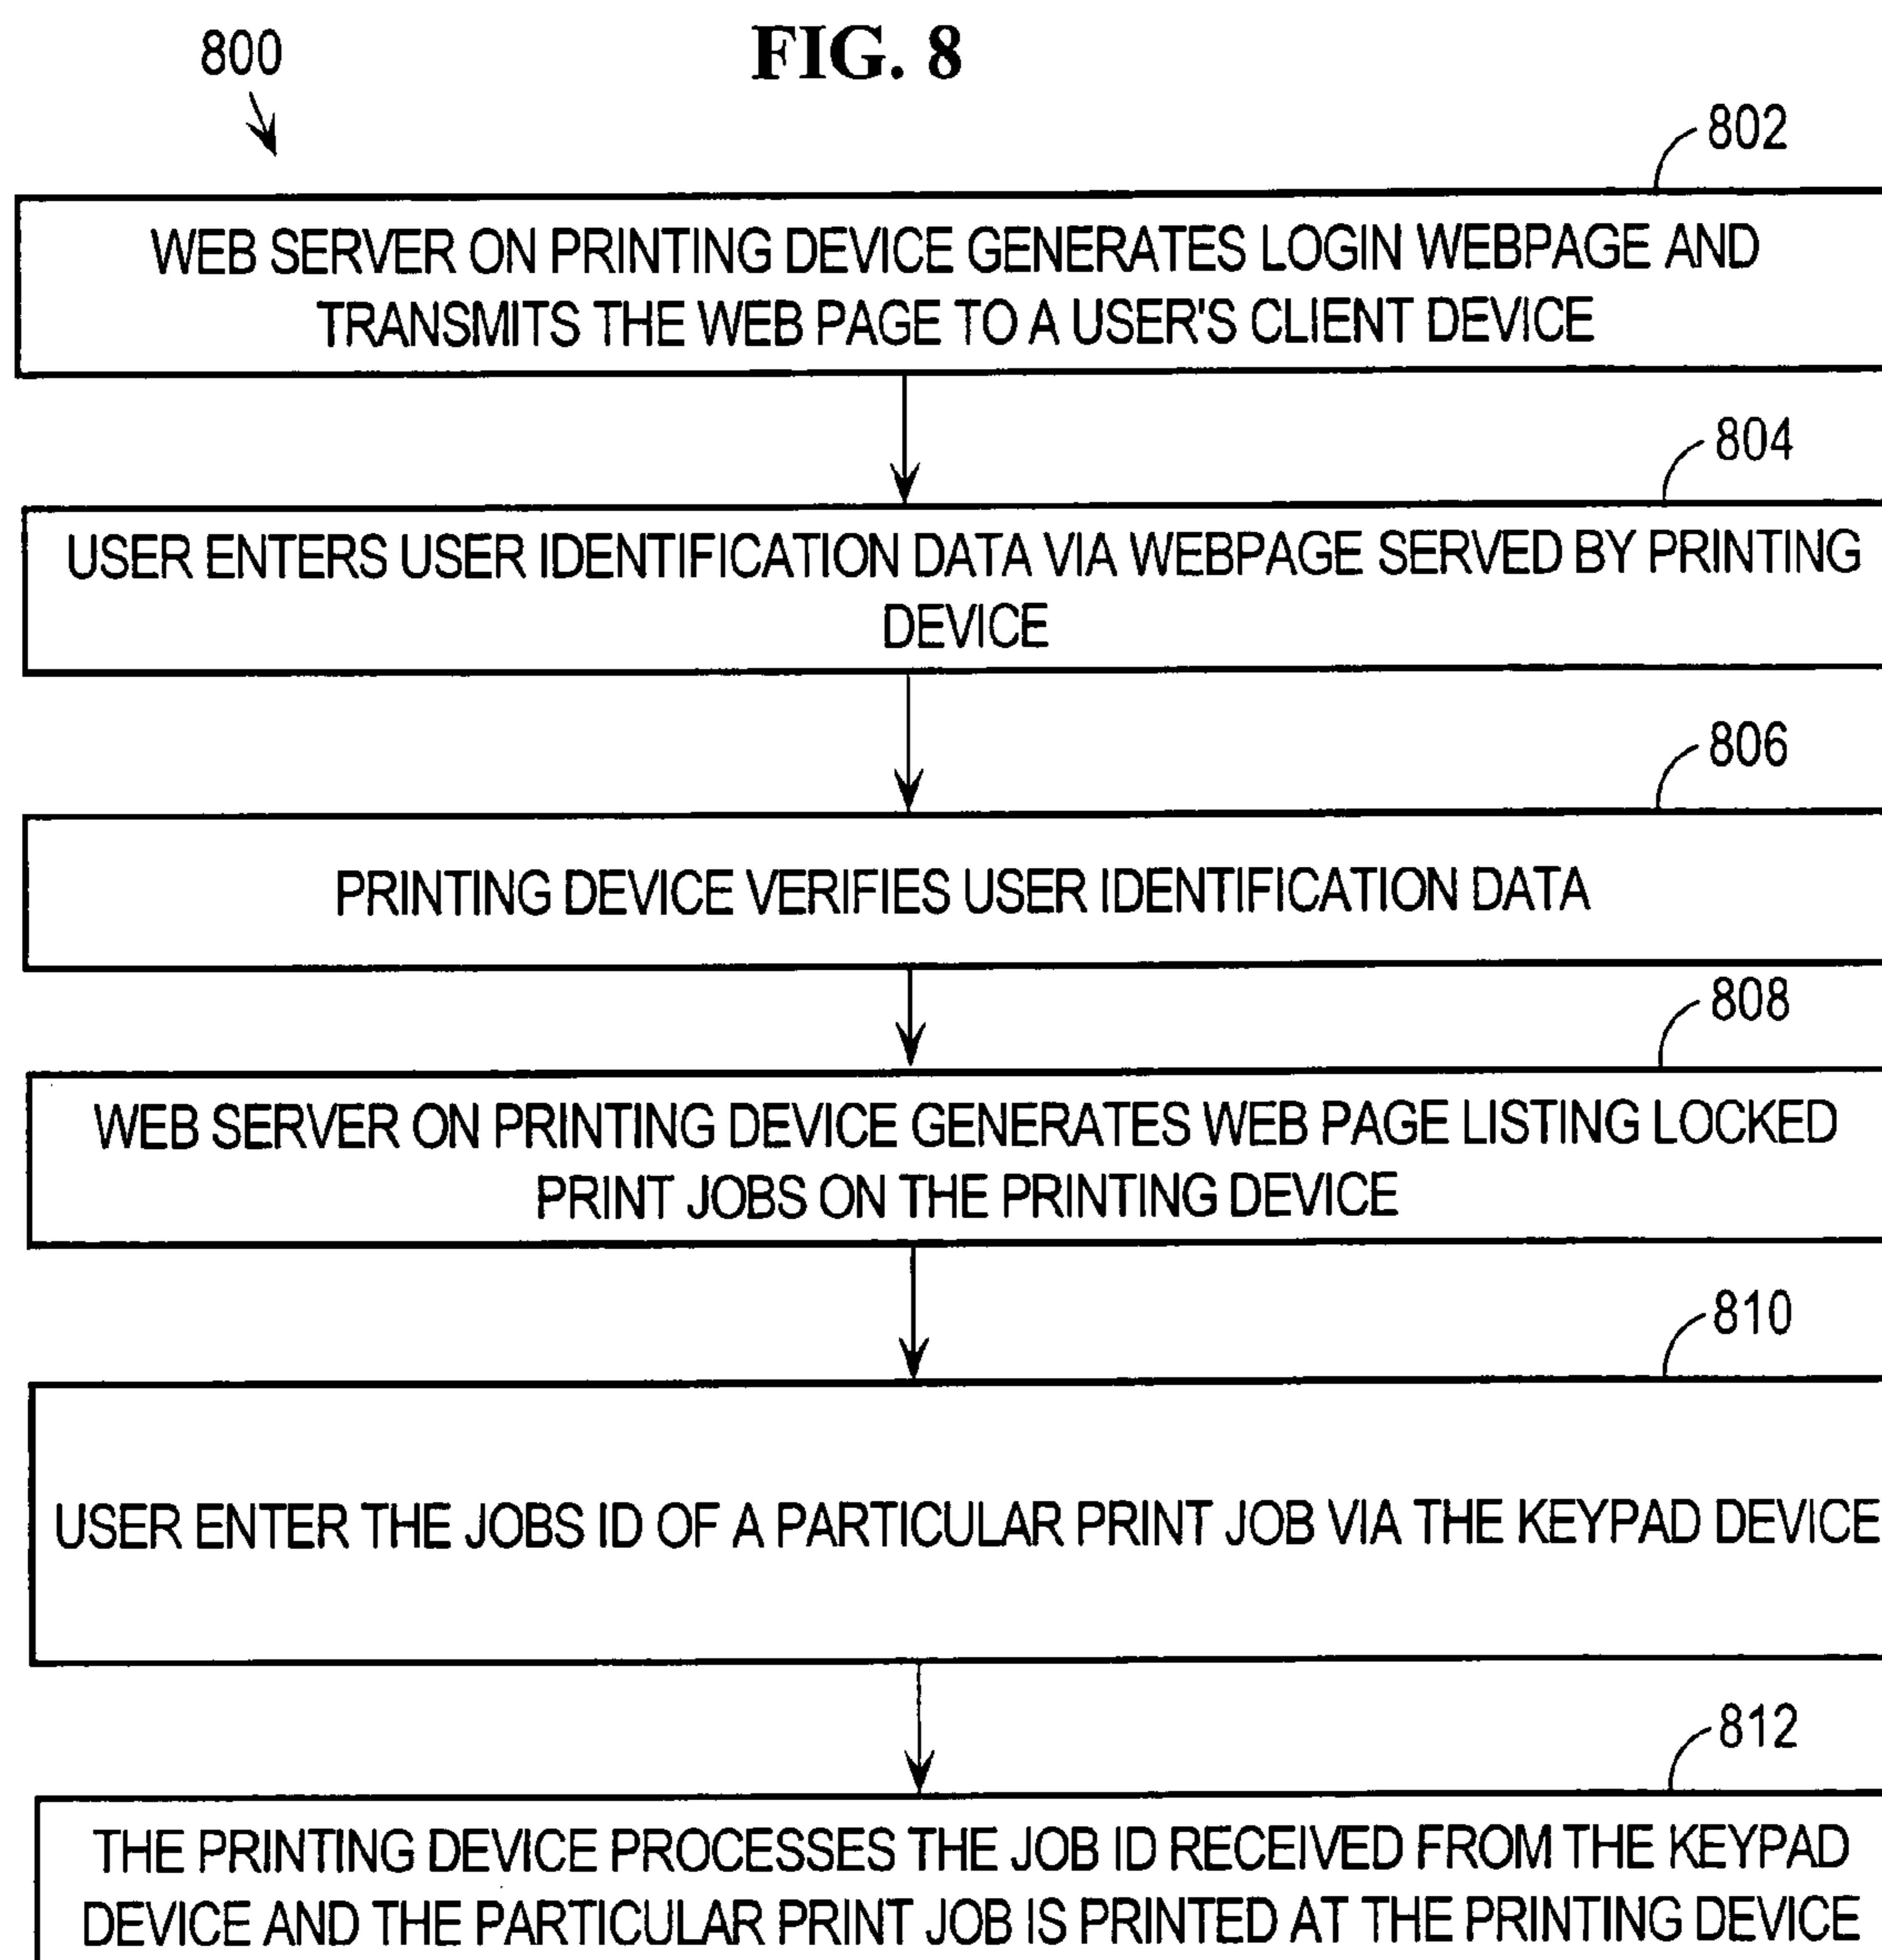 800
FIG. 8
802
WEB SERVER ON PRINTING DEVICE GENERATES LOGIN WEBPAGE AND
TRANSMITS THE WEB PAGE TO A USER'S CLIENT DEVICE
804
USER ENTERS USER IDENTIFICATION DATA VIA WEBPAGE SERVED BY PRINTING
DEVICE
806
PRINTING DEVICE VERIFIES USER IDENTIFICATION DATA
808
WEB SERVER ON PRINTING DEVICE GENERATES WEB PAGE LISTING LOCKED
PRINT JOBS ON THE PRINTING DEVICE
810
USER ENTER THE JOBS ID OF A PARTICULAR PRINT JOB VIA THE KEYPAD DEVICE
812
THE PRINTING DEVICE PROCESSES THE JOB ID RECEIVED FROM THE KEYPAD
DEVICE AND THE PARTICULAR PRINT JOB IS PRINTED AT THE PRINTING DEVICE